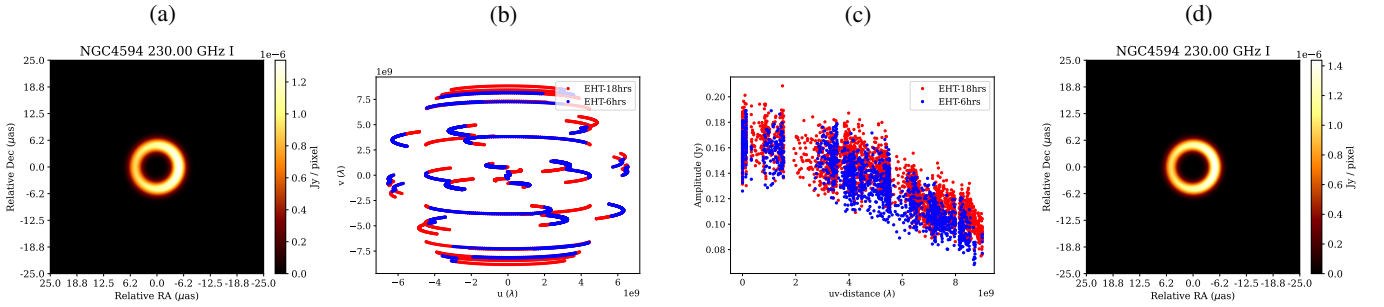 (a)
NGC4594 230.00 GHz I
1e−6
25.0
18.8
12.5
6.2
0.0
-6.2
-12.5
-18.8
-25.0
Relative Dec (μas)
25.0 18.8 12.5 6.2 0.0 -6.2 -12.5 -18.8 -25.0
Relative RA (μas)
1.2
1.0
0.8
0.6
0.4
0.2
0.0
Jy / pixel
(b)
1e9
EHT-18hrs
EHT-6hrs
7.5
5.0
2.5
0.0
−2.5
−5.0
−7.5
v (λ)
−6 −4 −2 0 2 4 6
u (λ)
1e9
(c)
EHT-18hrs
EHT-6hrs
0.20
0.18
0.16
0.14
0.12
0.10
0.08
Amplitude (Jy)
0 2 4 6 8
uv-distance (λ)
1e9
(d)
NGC4594 230.00 GHz I
1e−6
25.0
18.8
12.5
6.2
0.0
-6.2
-12.5
-18.8
-25.0
Relative Dec (μas)
25.0 18.8 12.5 6.2 0.0 -6.2 -12.5 -18.8 -25.0
Relative RA (μas)
1.4
1.2
1.0
0.8
0.6
0.4
0.2
0.0
Jy / pixel